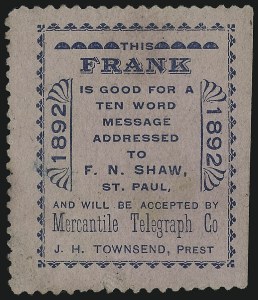 THIS
FRANK
IS GOOD FOR A
TEN WORD
MESSAGE
ADDRESSED
TO
F. N. SHAW,
ST. PAUL,
AND WILL BE ACCEPTED BY
Mercantile Telegraph Co
J. H. TOWNSEND, PREST
1892
1892